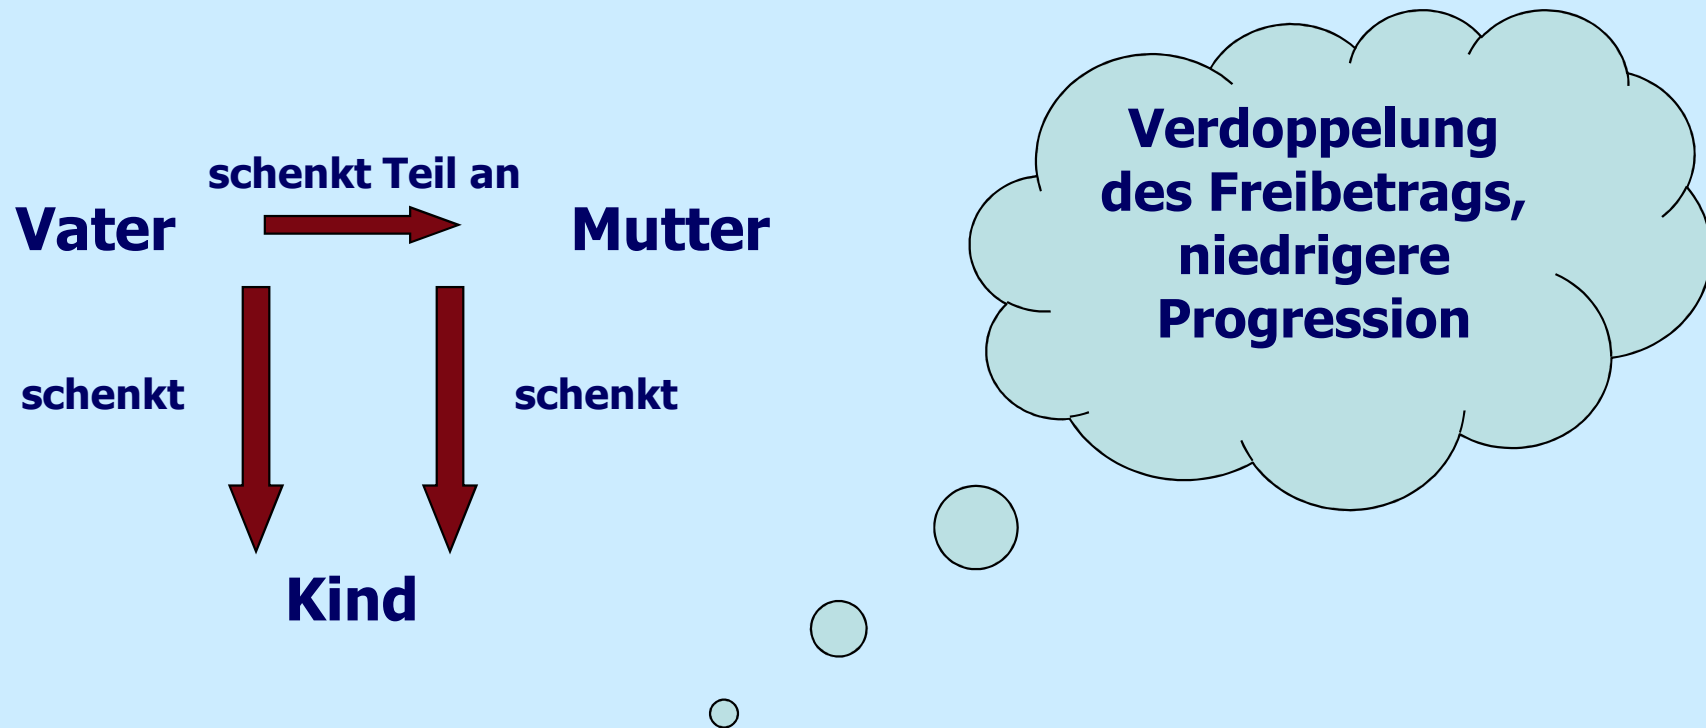 schenkt Teil an
Vater
Mutter
schenkt
schenkt
Kind
Verdoppelung
des Freibetrags,
niedrigere
Progression